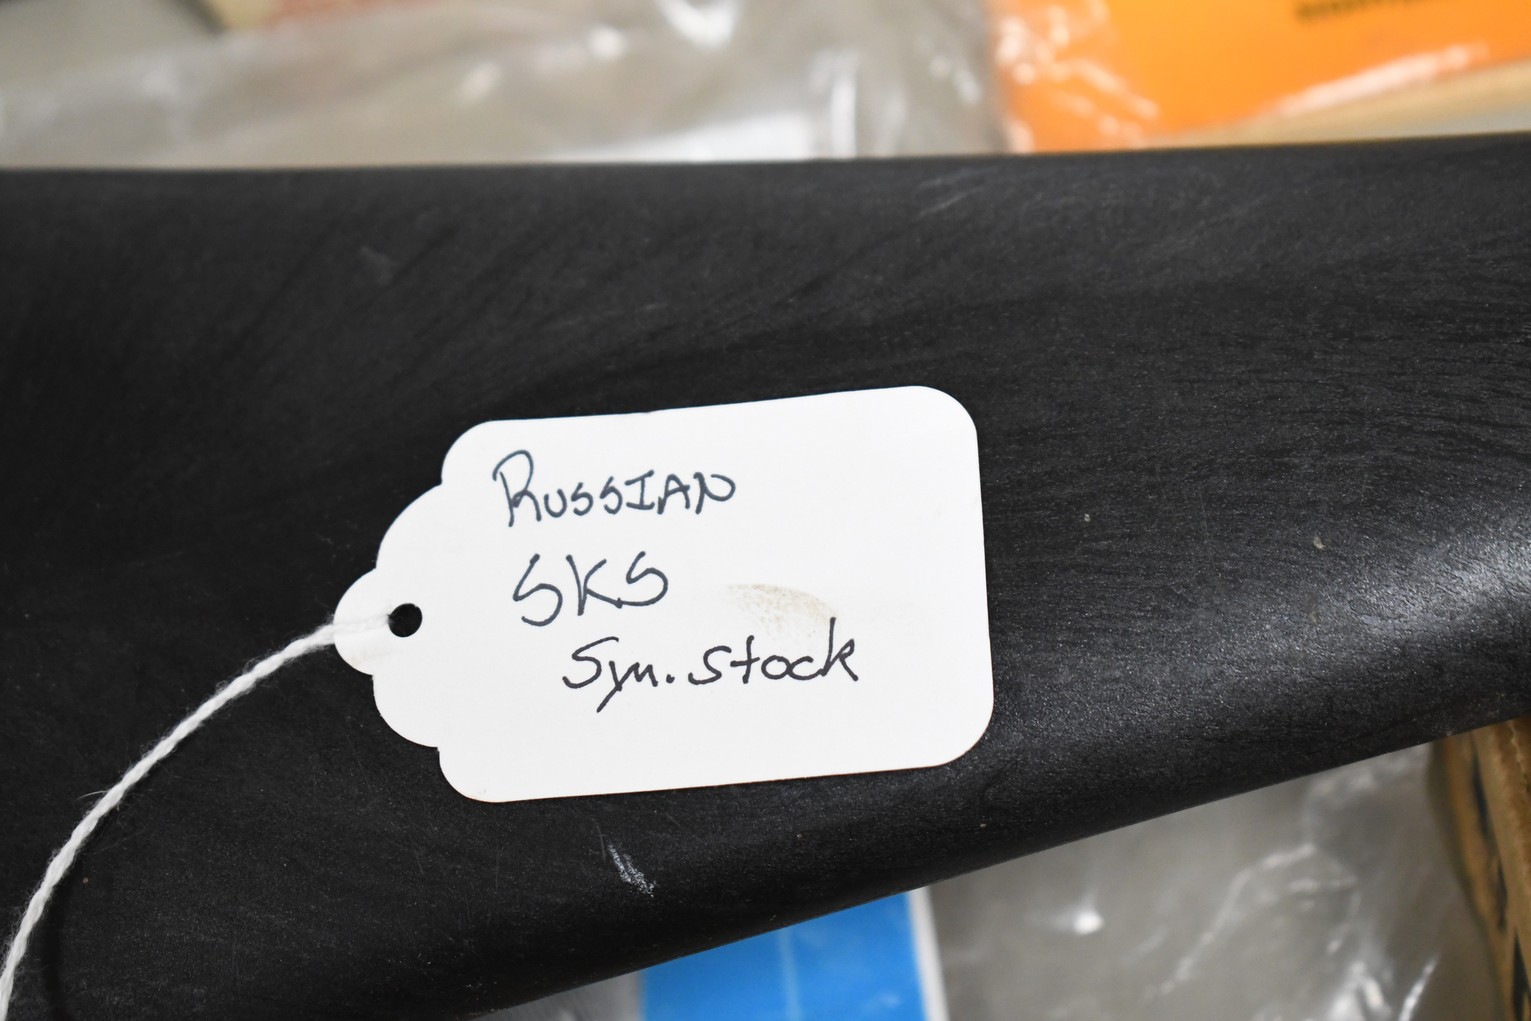 RUSSIAN
SKS
Syn. Stock